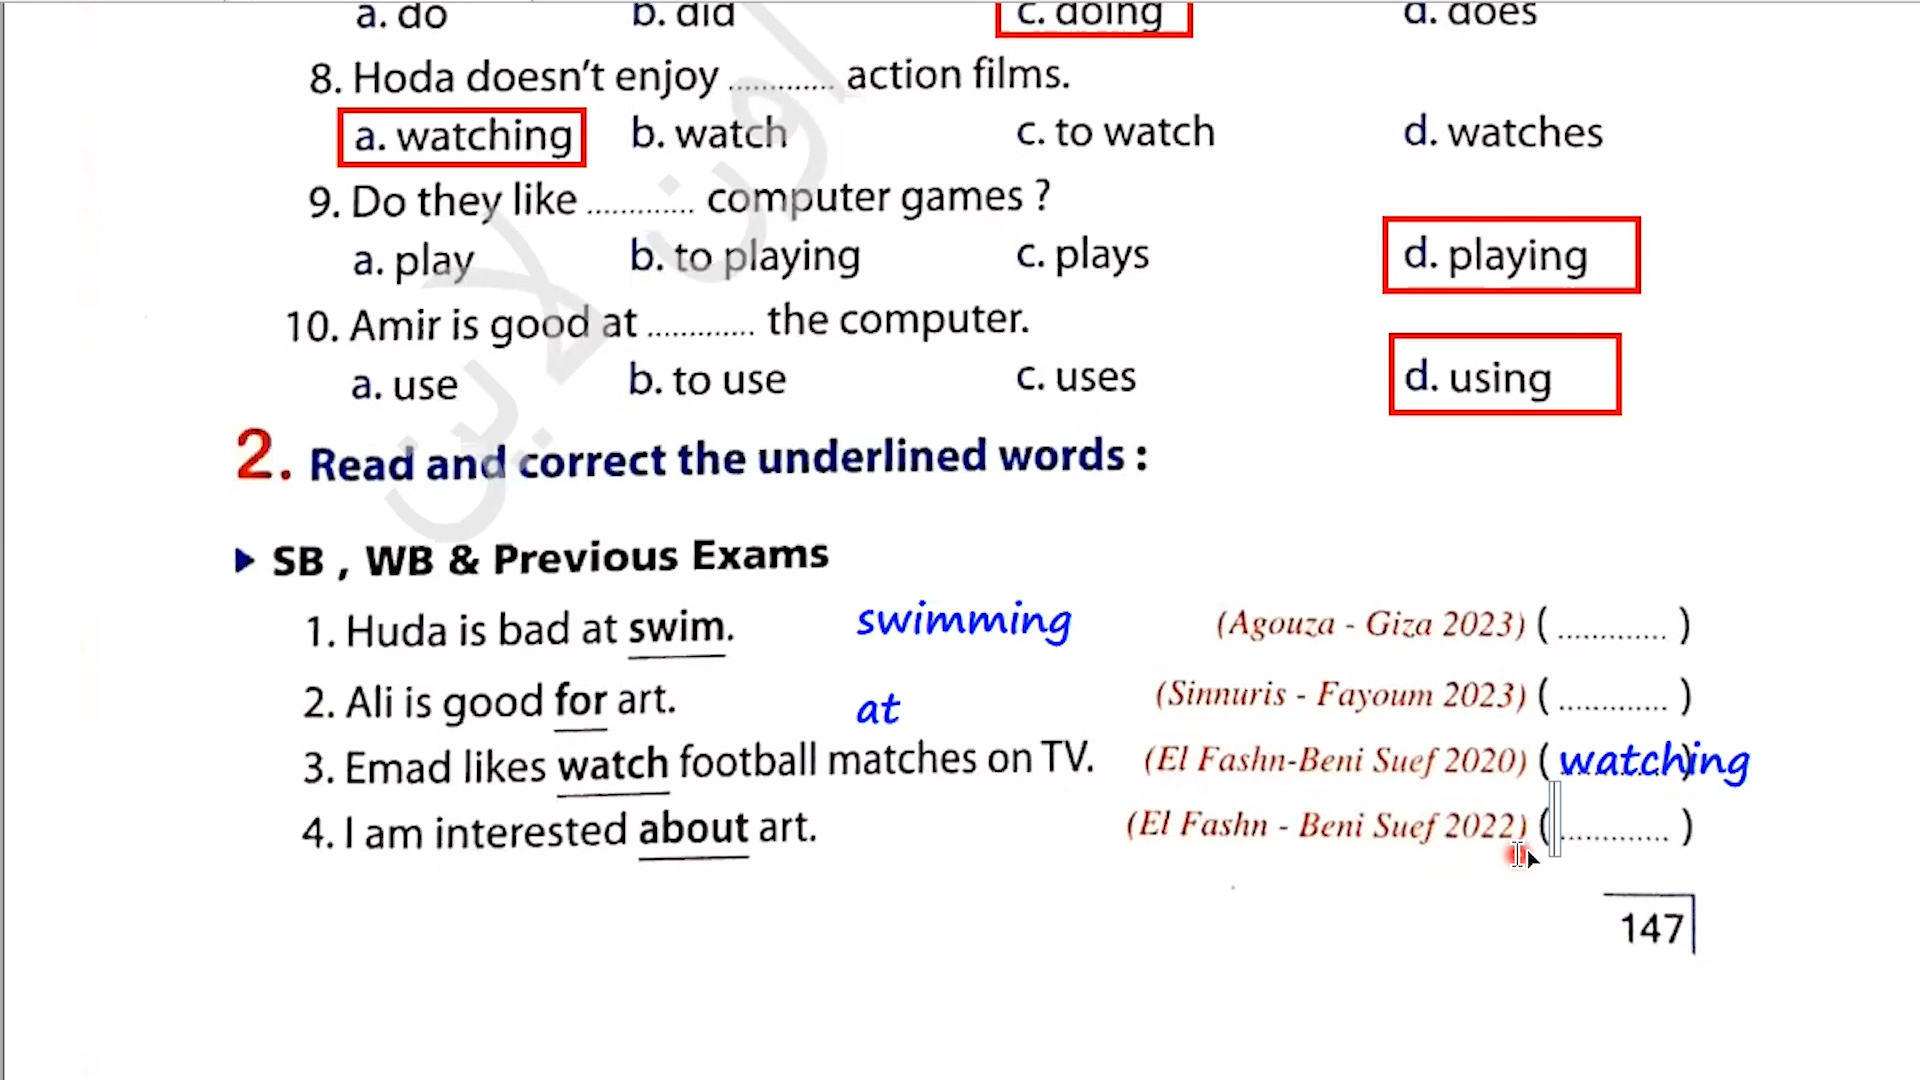 a. do b. did c. doing d. does
8. Hoda doesn't enjoy ............. action films.
a. watching b. watch c. to watch d. watches
9. Do they like ............. computer games ?
a. play b. to playing c. plays d. playing
10. Amir is good at ............. the computer.
a. use b. to use c. uses d. using
2. Read and correct the underlined words :
SB , WB & Previous Exams
1. Huda is bad at swim. swimming (Agouza - Giza 2023) ( ............. )
2. Ali is good for art. at (Sinnuris - Fayoum 2023) ( ............. )
3. Emad likes watch football matches on TV. (El Fashn-Beni Suef 2020) ( watching )
4. I am interested about art. (El Fashn - Beni Suef 2022) ( ............. )
147
اون لاين